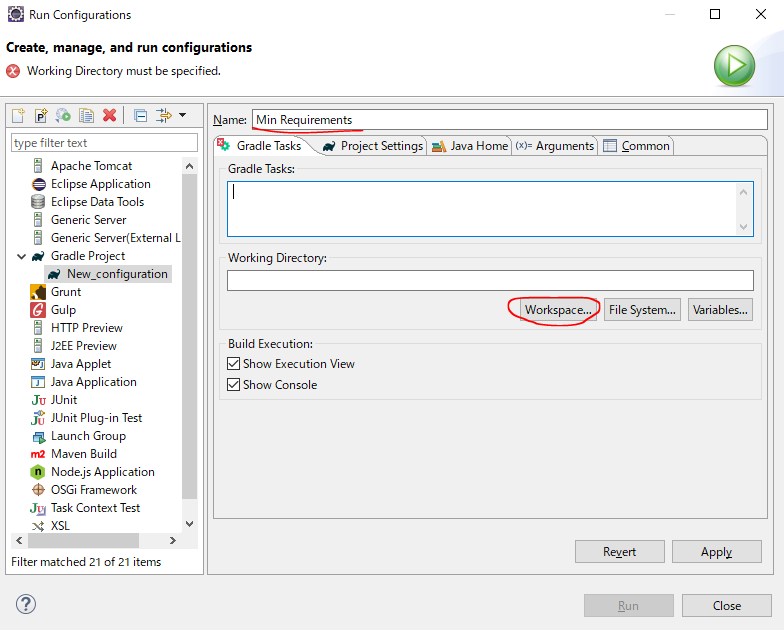 Run Configurations
Create, manage, and run configurations
Working Directory must be specified.
type filter text
Apache Tomcat
Eclipse Application
Eclipse Data Tools
Generic Server
Generic Server(External L
Gradle Project
New_configuration
Grunt
Gulp
HTTP Preview
J2EE Preview
Java Applet
Java Application
JUnit
JUnit Plug-in Test
Launch Group
Maven Build
Node.js Application
OSGi Framework
Task Context Test
XSL
Filter matched 21 of 21 items
Name: Min Requirements
Gradle Tasks Project Settings Java Home (x)= Arguments Common
Gradle Tasks:
Working Directory:
Workspace... File System... Variables...
Build Execution:
Show Execution View
Show Console
Revert Apply
Run Close